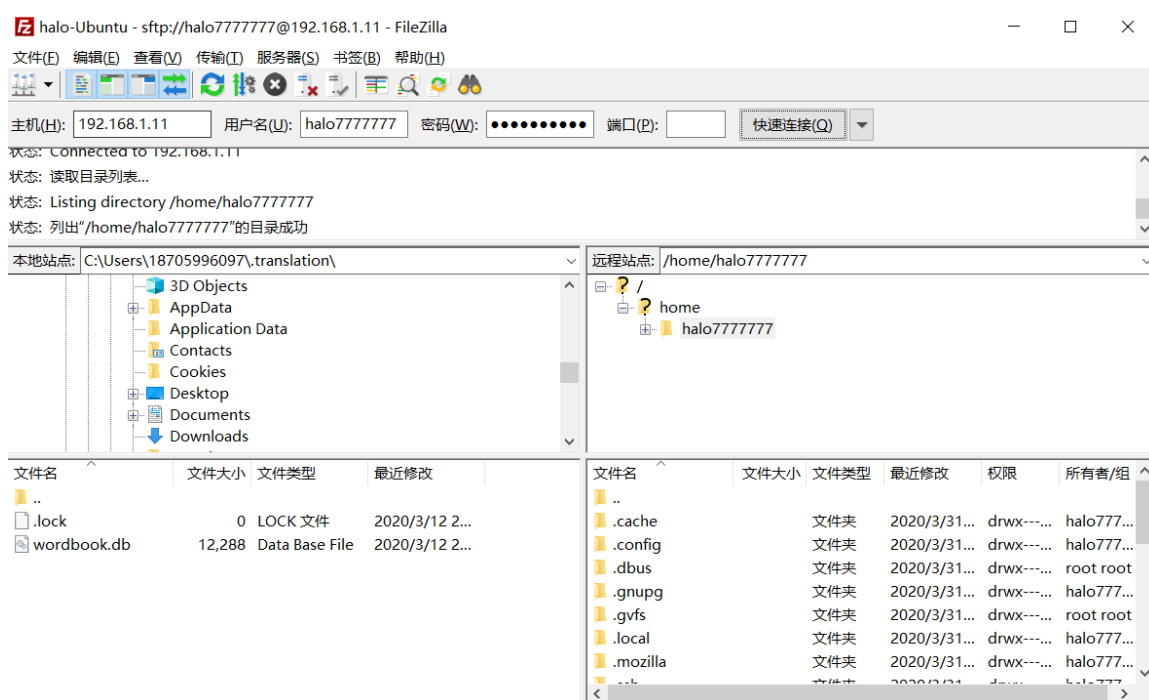 halo-Ubuntu - sftp://halo7777777@192.168.1.11 - FileZilla
文件(F) 编辑(E) 查看(V) 传输(T) 服务器(S) 书签(B) 帮助(H)
主机(H): 192.168.1.11 用户名(U): halo7777777 密码(W): ●●●●●●●●●● 端口(P): 快速连接(Q)
状态: Connected to 192.168.1.11
状态: 读取目录列表...
状态: Listing directory /home/halo7777777
状态: 列出"/home/halo7777777"的目录成功
本地站点: C:\Users\18705996097\.translation\
3D Objects
AppData
Application Data
Contacts
Cookies
Desktop
Documents
Downloads
远程站点: /home/halo7777777
/
home
halo7777777
文件名 文件大小 文件类型 最近修改
..
.lock 0 LOCK 文件 2020/3/12 2...
wordbook.db 12,288 Data Base File 2020/3/12 2...
文件名 文件大小 文件类型 最近修改 权限 所有者/组
..
.cache 文件夹 2020/3/31... drwx---... halo777...
.config 文件夹 2020/3/31... drwx---... halo777...
.dbus 文件夹 2020/3/31... drwx---... root root
.gnupg 文件夹 2020/3/31... drwx---... halo777...
.gvfs 文件夹 2020/3/31... drwx---... root root
.local 文件夹 2020/3/31... drwx---... halo777...
.mozilla 文件夹 2020/3/31... drwx---... halo777...